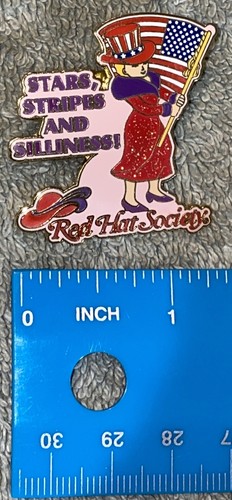 STARS,
STRIPES
AND
SILLINESS!
Red Hat Society
0 INCH 1
30 29 28